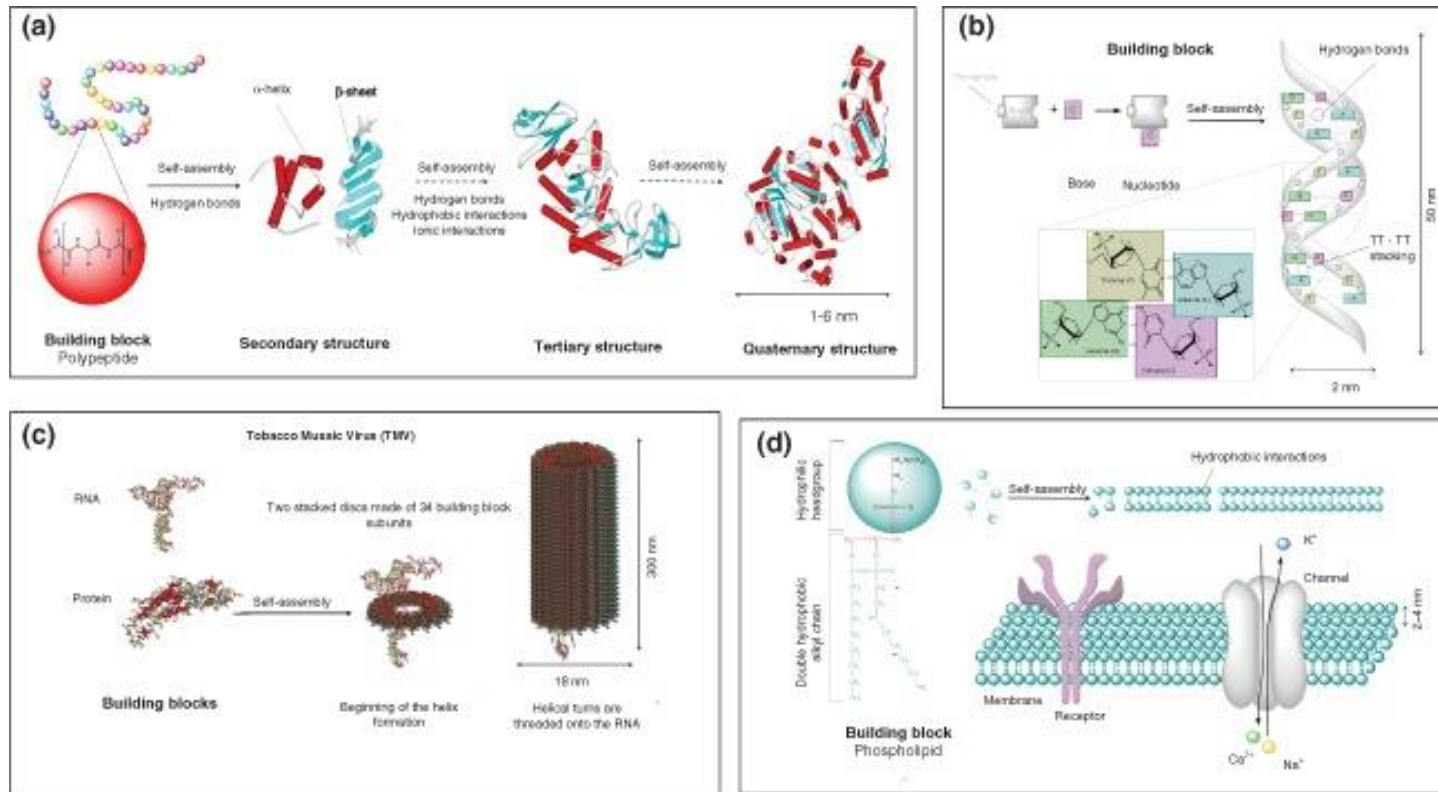 (a)
α-helix
β-sheet
Self-assembly
Hydrogen bonds
Self-assembly
Hydrogen bonds
Hydrophobic interactions
Ionic interactions
Self-assembly
1-6 nm
Building block
Polypeptide
Secondary structure
Tertiary structure
Quaternary structure
(b)
Building block
Hydrogen bonds
+
Self-assembly
Base
Nucleotide
50 nm
TT - TT
stacking
2 nm
(c)
Tobacco Mussic Virus (TMV)
RNA
Two stacked discs made of 34 building block
subunits
300 nm
Protein
Self-assembly
18 nm
Building blocks
Beginning of the helix
formation
Helical turns are
threaded onto the RNA
(d)
Hydrophilic
headgroup
Self-assembly
Hydrophobic interactions
K⁺
Channel
2-4 nm
Double hydrophobic
alkyl chain
Membrane
Receptor
Building block
Phospholipid
Ca²⁺
Na⁺